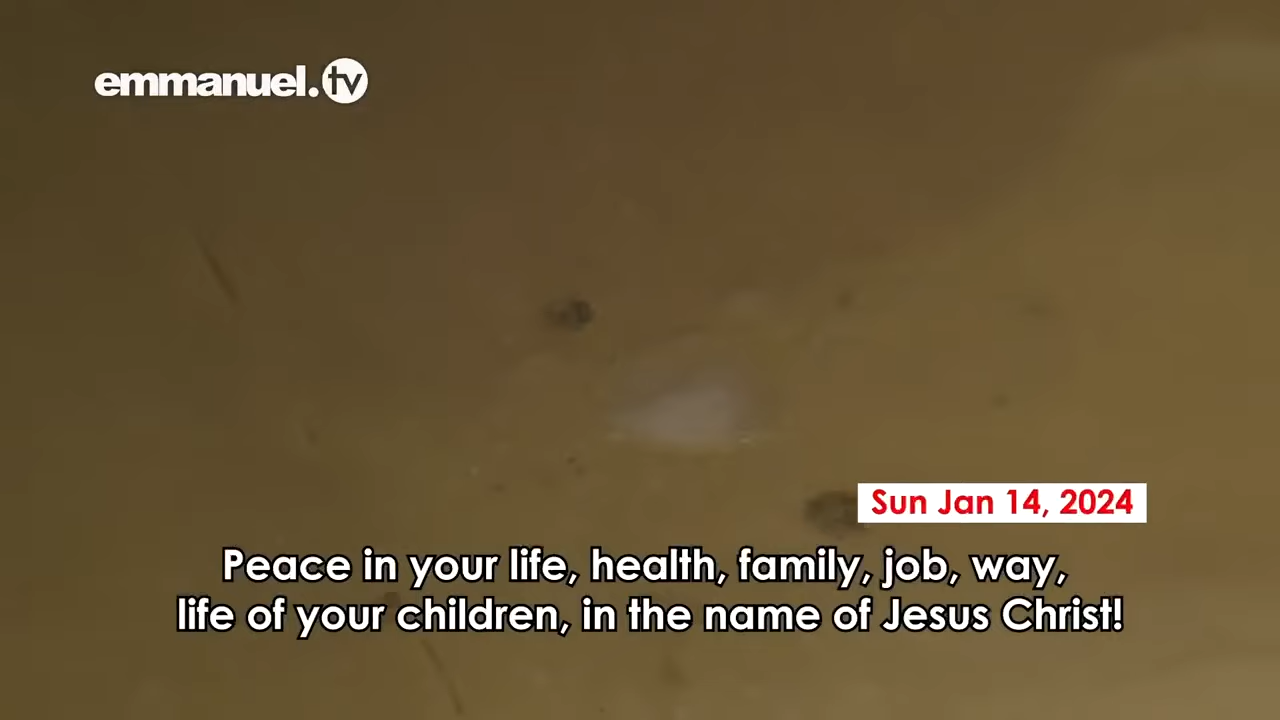 emmanuel.tv
Sun Jan 14, 2024
Peace in your life, health, family, job, way,
life of your children, in the name of Jesus Christ!